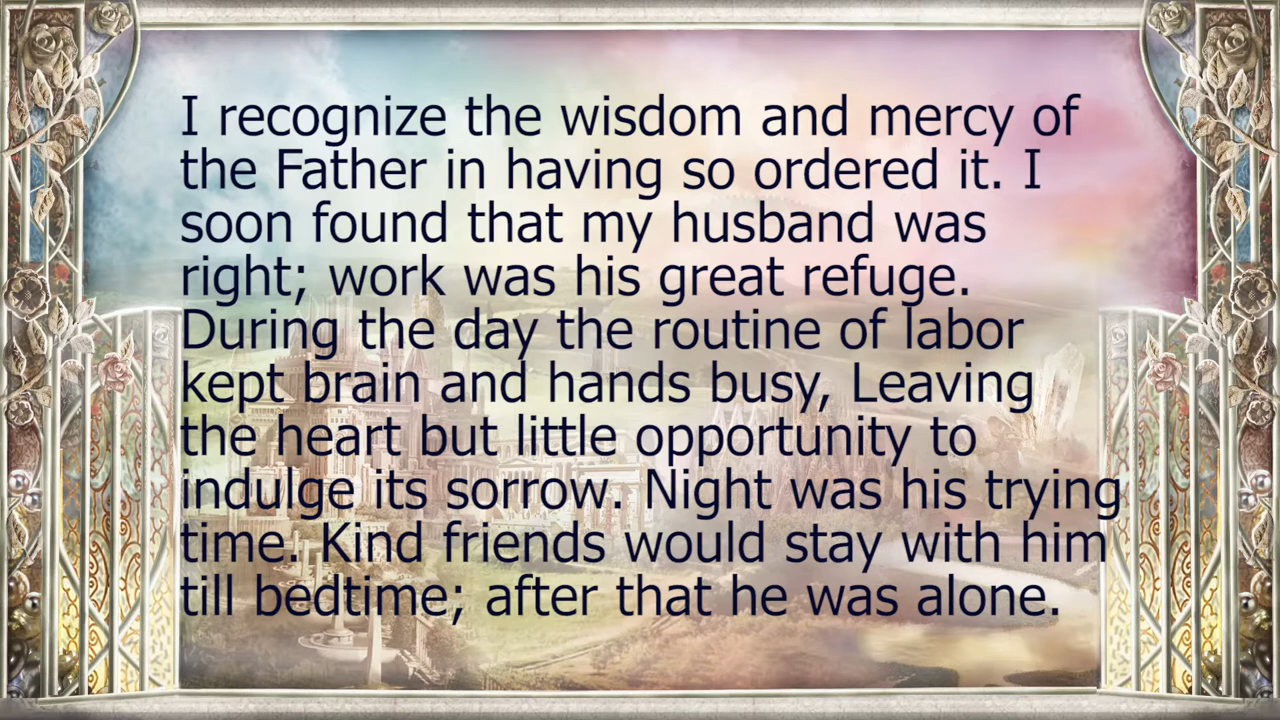 I recognize the wisdom and mercy of
the Father in having so ordered it. I
soon found that my husband was
right; work was his great refuge.
During the day the routine of labor
kept brain and hands busy, Leaving
the heart but little opportunity to
indulge its sorrow. Night was his trying
time. Kind friends would stay with him
till bedtime; after that he was alone.